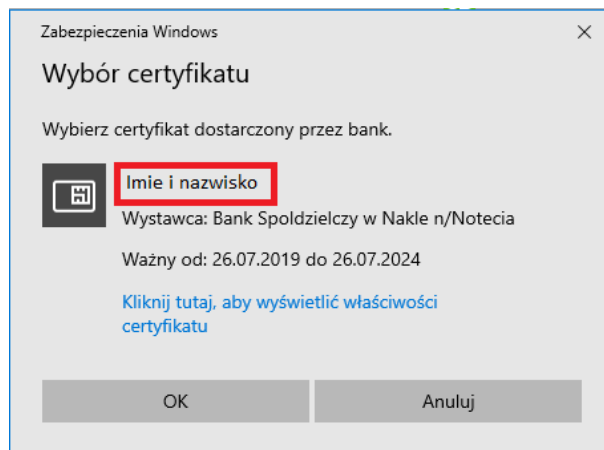 Zabezpieczenia Windows
Wybór certyfikatu
Wybierz certyfikat dostarczony przez bank.
Imie i nazwisko
Wystawca: Bank Spoldzielczy w Nakle n/Notecia
Ważny od: 26.07.2019 do 26.07.2024
Kliknij tutaj, aby wyświetlić właściwości
certyfikatu
OK
Anuluj